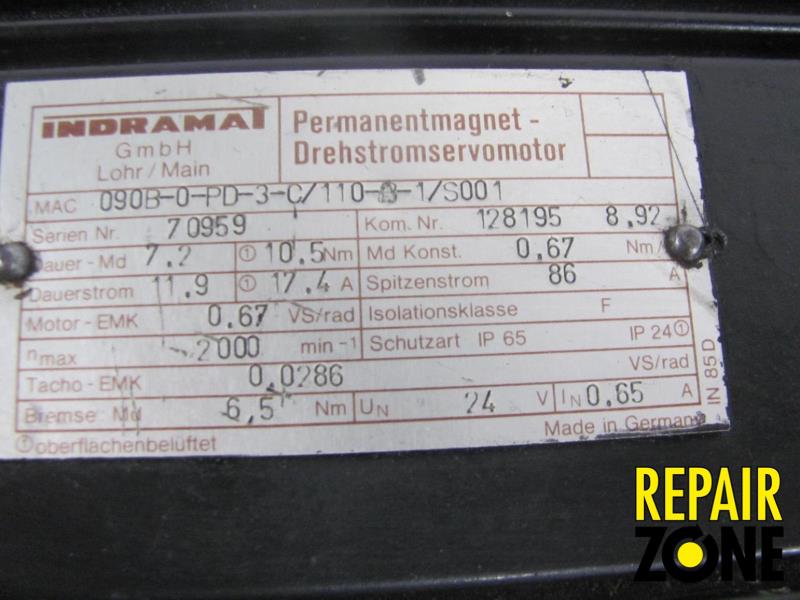 INDRAMAT
GmbH
Lohr/Main
Permanentmagnet -
Drehstromservomotor
MAC 090B-0-PD-3-C/110- -1/S001
Serien Nr. 70959 Kom. Nr. 128195 8,92
Dauer - Md 7,2 ① 10,5 Nm Md Konst. 0,67 Nm/
Dauerstrom 11,9 ① 17,4 A Spitzenstrom 86 A
Motor - EMK 0,67 VS/rad Isolationsklasse F
nmax 2000 min -1 Schutzart IP 65 IP 24①
Tacho - EMK 0,0286 VS/rad
Bremse: Md 6,5 Nm UN 24 V IN 0,65 A
IN 85D
①oberflächenbelüftet
Made in Germany
REPAIR
ZONE